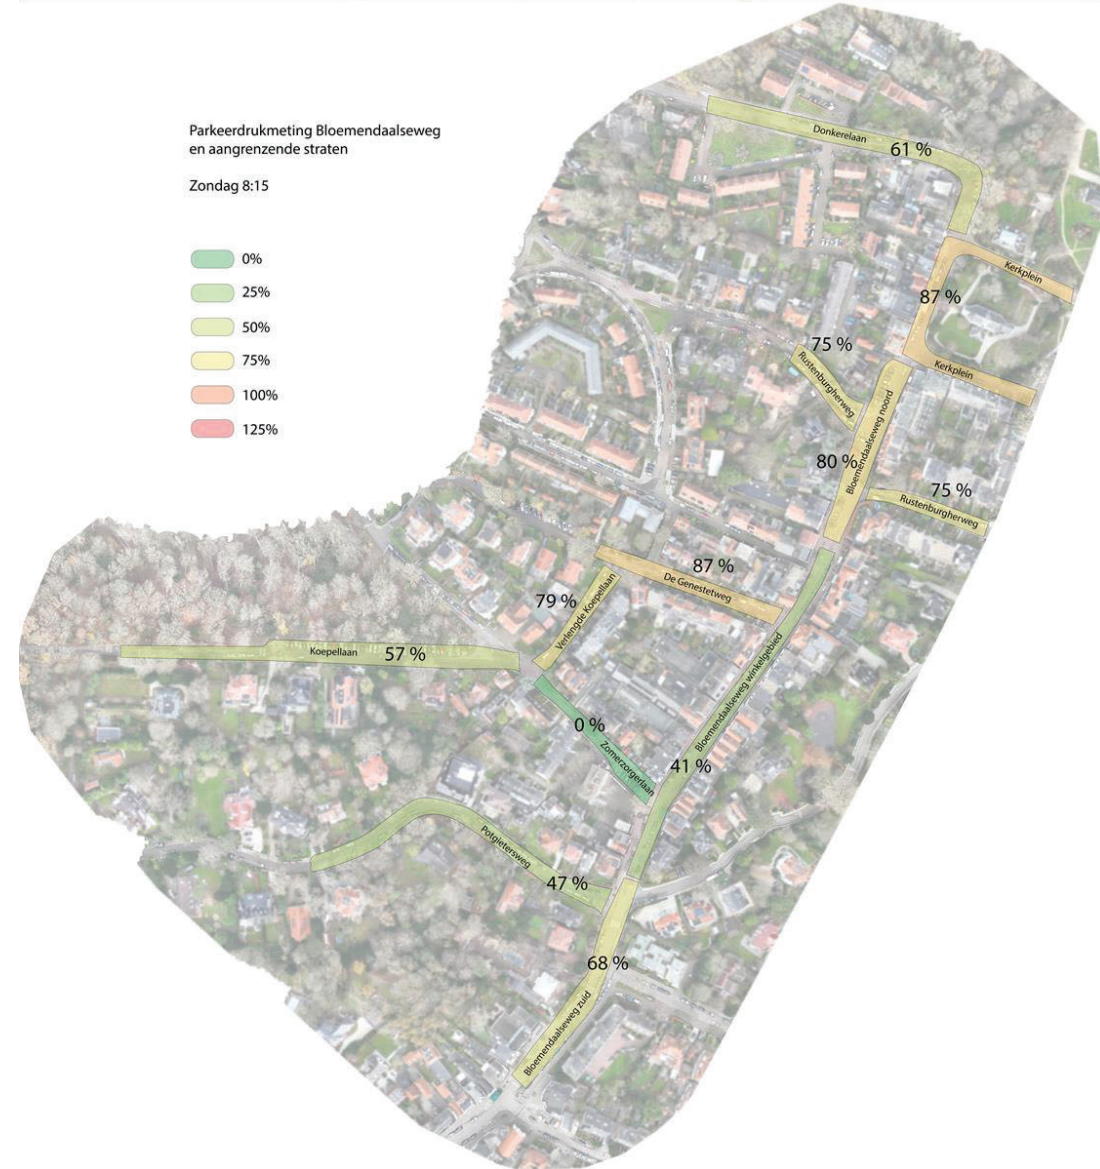 Parkeerdrukmeting Bloemendaalseweg
en aangrenzende straten
Zondag 8:15
0%
25%
50%
75%
100%
125%
Donkerelaan
61 %
Kerkplein
87 %
Kerkplein
75 %
Rustenburgherweg
Bloemendaalseweg noord
80 %
75 %
Rustenburgherweg
87 %
De Genestetweg
79 %
Verlengde Koepellaan
Koepellaan
57 %
0 %
Zomerzorgerlaan
Bloemendaalseweg winkelgebied
41 %
Potgietersweg
47 %
68 %
Bloemendaalseweg zuid